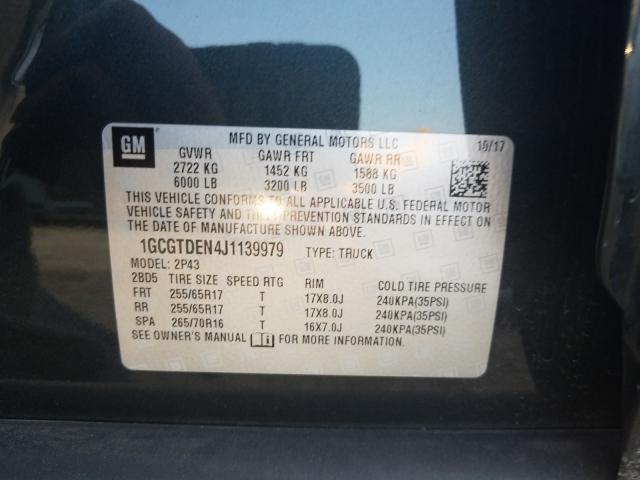 GM
MFD BY GENERAL MOTORS LLC 10/17
GVWR GAWR FRT GAWR RR
2722 KG 1452 KG 1588 KG
6000 LB 3200 LB 3500 LB
THIS VEHICLE CONFORMS TO ALL APPLICABLE U.S. FEDERAL MOTOR
VEHICLE SAFETY AND THEFT PREVENTION STANDARDS IN EFFECT ON
THE DATE OF MANUFACTURE SHOWN ABOVE.
1GCGTDEN4J1139979 TYPE: TRUCK
MODEL: 2P43
2BD5 TIRE SIZE SPEED RTG RIM COLD TIRE PRESSURE
FRT 255/65R17 T 17X8.0J 240KPA(35PSI)
RR 255/65R17 T 17X8.0J 240KPA(35PSI)
SPA 265/70R16 T 16X7.0J 240KPA(35PSI)
SEE OWNER'S MANUAL FOR MORE INFORMATION.